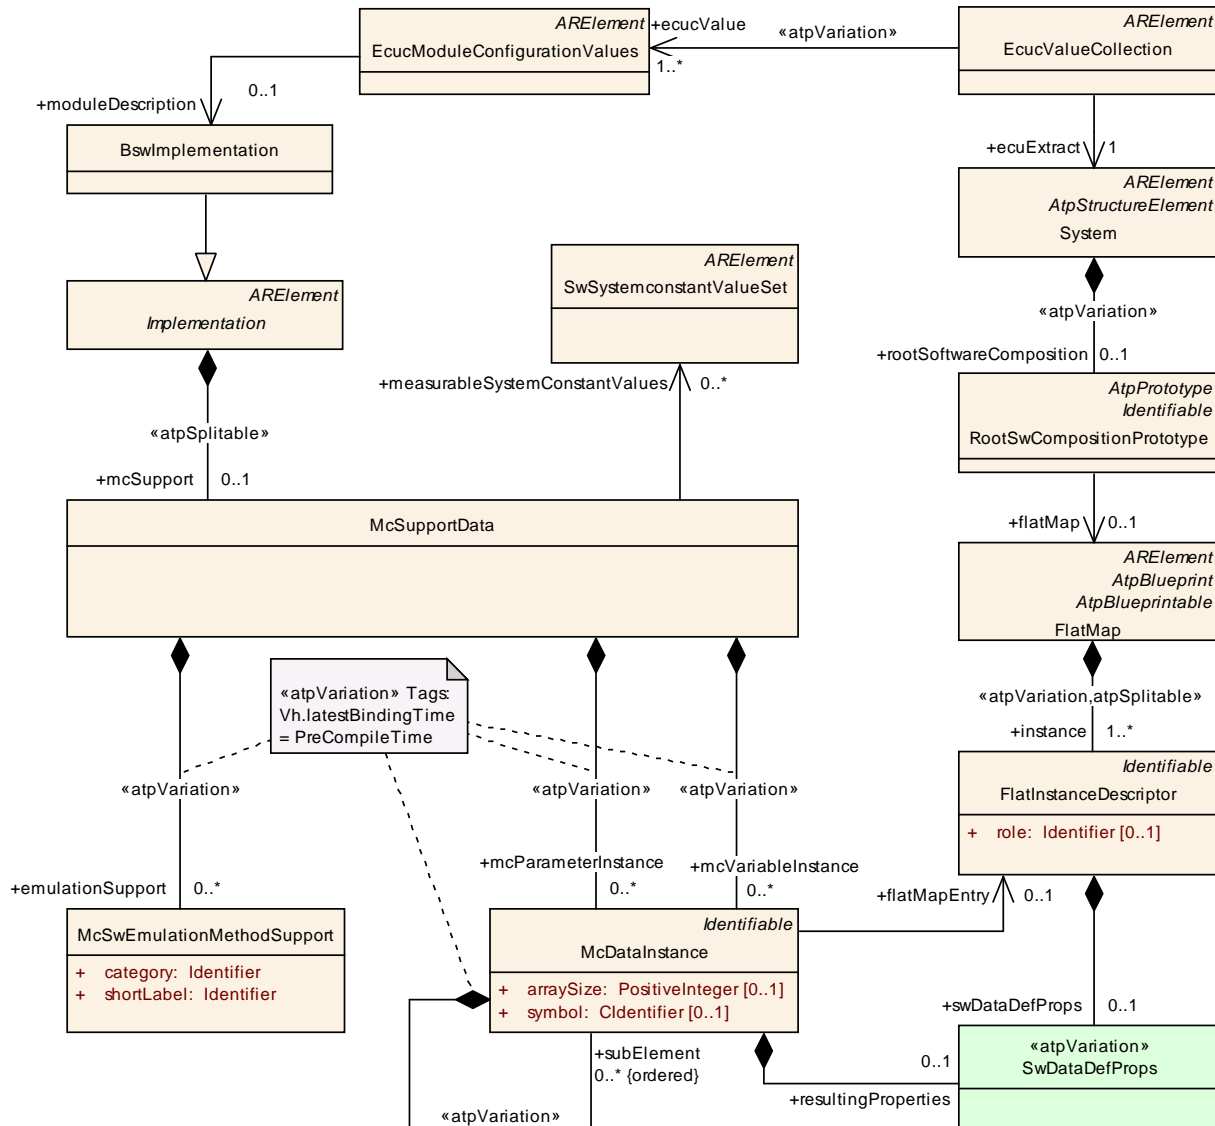 ARElement
EcucModuleConfigurationValues
+ecucValue
1..*
«atpVariation»
ARElement
EcucValueCollection
+moduleDescription
0..1
BswImplementation
+ecuExtract
1
ARElement
AtpStructureElement
System
ARElement
Implementation
ARElement
SwSystemconstantValueSet
«atpVariation»
+rootSoftwareComposition
0..1
+measurableSystemConstantValues
0..*
AtpPrototype
Identifiable
RootSwCompositionPrototype
«atpSplitable»
+mcSupport
0..1
McSupportData
+flatMap
0..1
ARElement
AtpBlueprint
AtpBlueprintable
FlatMap
«atpVariation» Tags:
Vh.latestBindingTime
= PreCompileTime
«atpVariation,atpSplitable»
+instance
1..*
«atpVariation»
«atpVariation»
«atpVariation»
Identifiable
FlatInstanceDescriptor
+ role: Identifier [0..1]
+emulationSupport
0..*
+mcParameterInstance
0..*
+mcVariableInstance
0..*
+flatMapEntry
0..1
McSwEmulationMethodSupport
+ category: Identifier
+ shortLabel: Identifier
Identifiable
McDataInstance
+ arraySize: PositiveInteger [0..1]
+ symbol: CIdentifier [0..1]
+swDataDefProps
0..1
«atpVariation»
SwDataDefProps
+subElement
0..* {ordered}
0..1
+resultingProperties
«atpVariation»